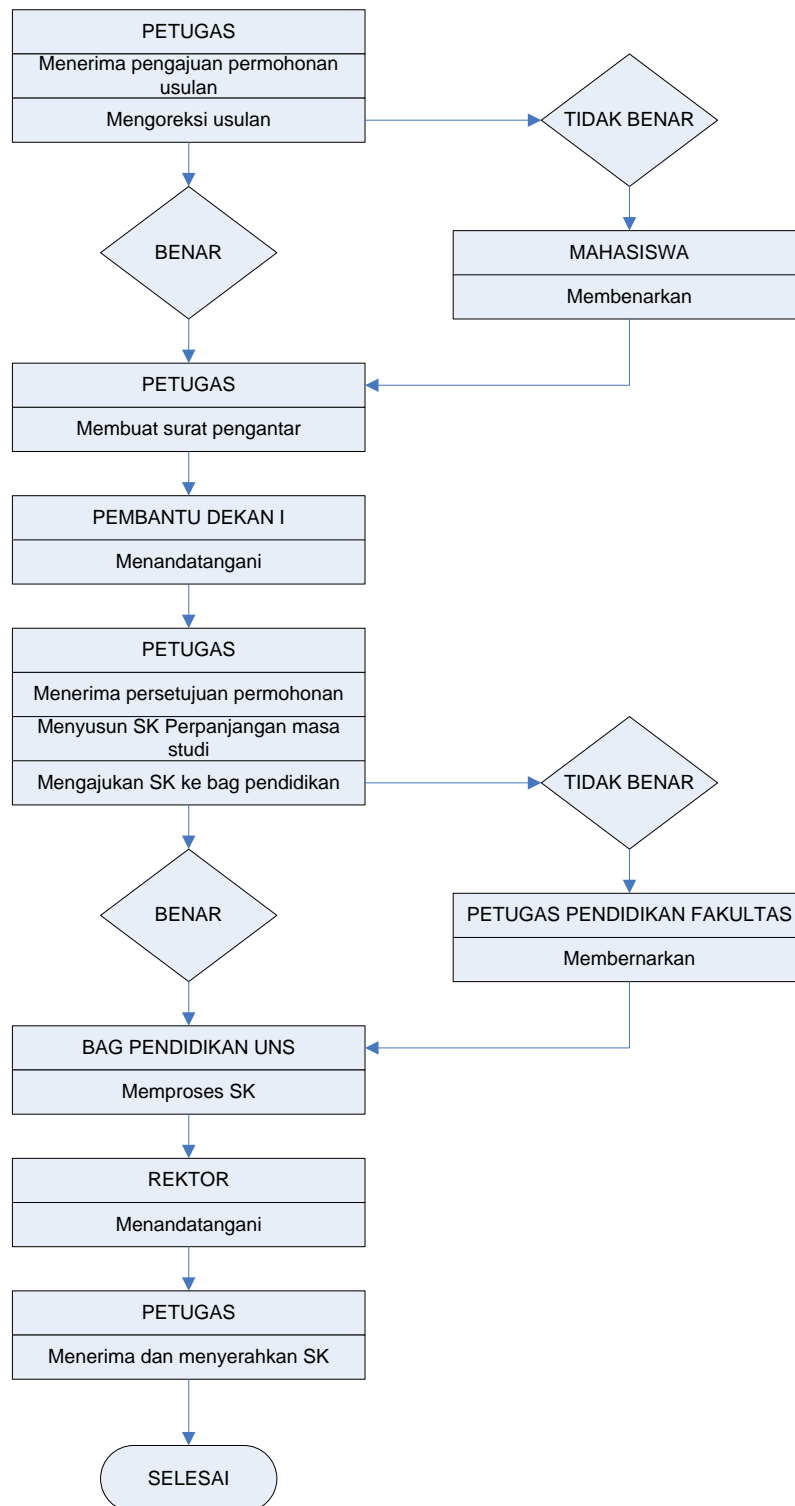 PETUGAS
Menerima pengajuan permohonan
usulan
Mengoreksi usulan
TIDAK BENAR
BENAR
MAHASISWA
Membenarkan
PETUGAS
Membuat surat pengantar
PEMBANTU DEKAN I
Menandatangani
PETUGAS
Menerima persetujuan permohonan
Menyusun SK Perpanjangan masa
studi
Mengajukan SK ke bag pendidikan
TIDAK BENAR
BENAR
PETUGAS PENDIDIKAN FAKULTAS
Membernarkan
BAG PENDIDIKAN UNS
Memproses SK
REKTOR
Menandatangani
PETUGAS
Menerima dan menyerahkan SK
SELESAI